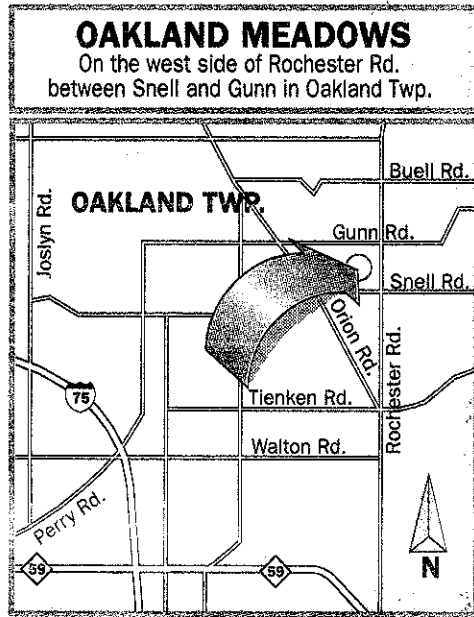 OAKLAND MEADOWS
On the west side of Rochester Rd.
between Snell and Gunn in Oakland Twp.
Buell Rd.
OAKLAND TWP.
Joslyn Rd.
Gunn Rd.
Snell Rd.
Orion Rd.
Rochester Rd.
75
Tienken Rd.
Walton Rd.
Perry Rd.
59
59
N